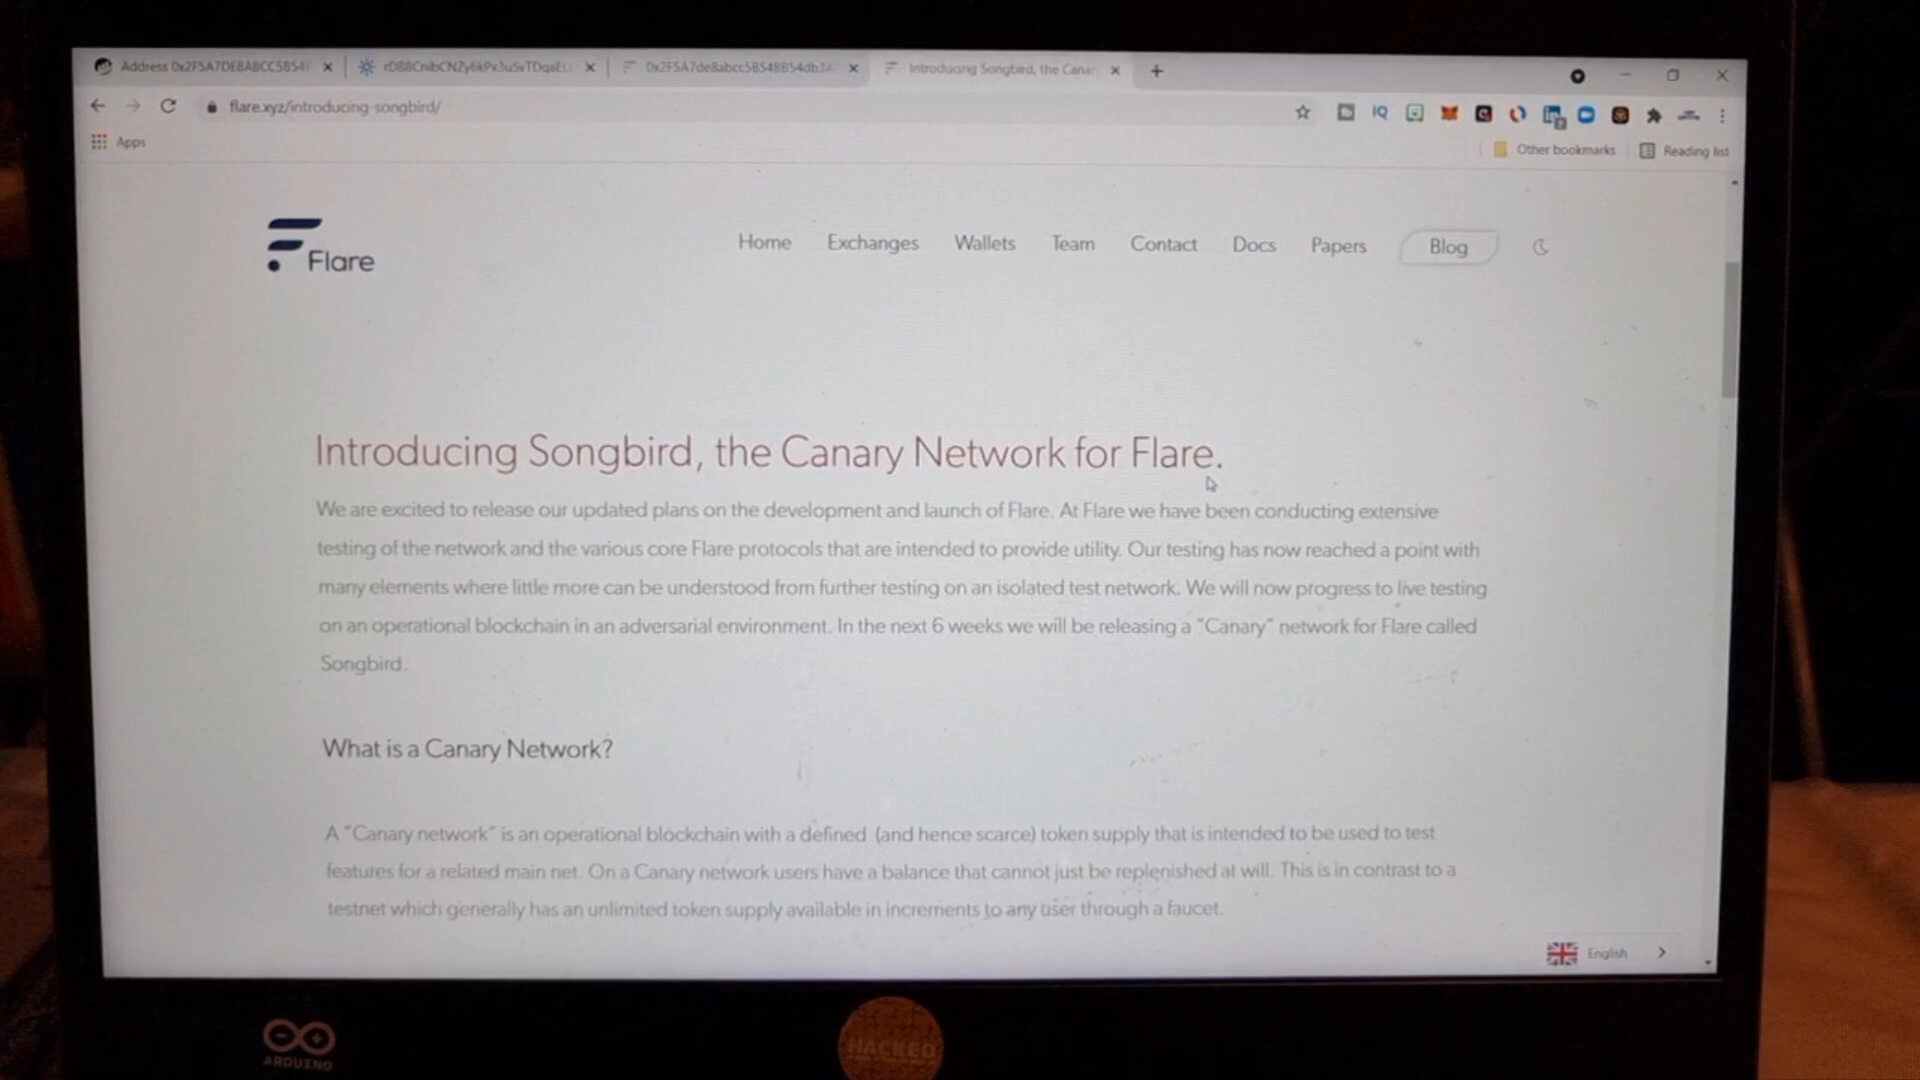 Address 0x2F5A7DE8ABCC5B54
Introducing Songbird, the Canar
flare.xyz/introducing-songbird/
IQ
Apps
Other bookmarks
Reading list
Flare
Home Exchanges Wallets Team Contact Docs Papers Blog
Introducing Songbird, the Canary Network for Flare.
We are excited to release our updated plans on the development and launch of Flare. At Flare we have been conducting extensive
testing of the network and the various core Flare protocols that are intended to provide utility. Our testing has now reached a point with
many elements where little more can be understood from further testing on an isolated test network. We will now progress to live testing
on an operational blockchain in an adversarial environment. In the next 6 weeks we will be releasing a “Canary” network for Flare called
Songbird.
What is a Canary Network?
A “Canary network” is an operational blockchain with a defined (and hence scarce) token supply that is intended to be used to test
features for a related main net. On a Canary network users have a balance that cannot just be replenished at will. This is in contrast to a
testnet which generally has an unlimited token supply available in increments to any user through a faucet.
English
ARDUINO
HACKED